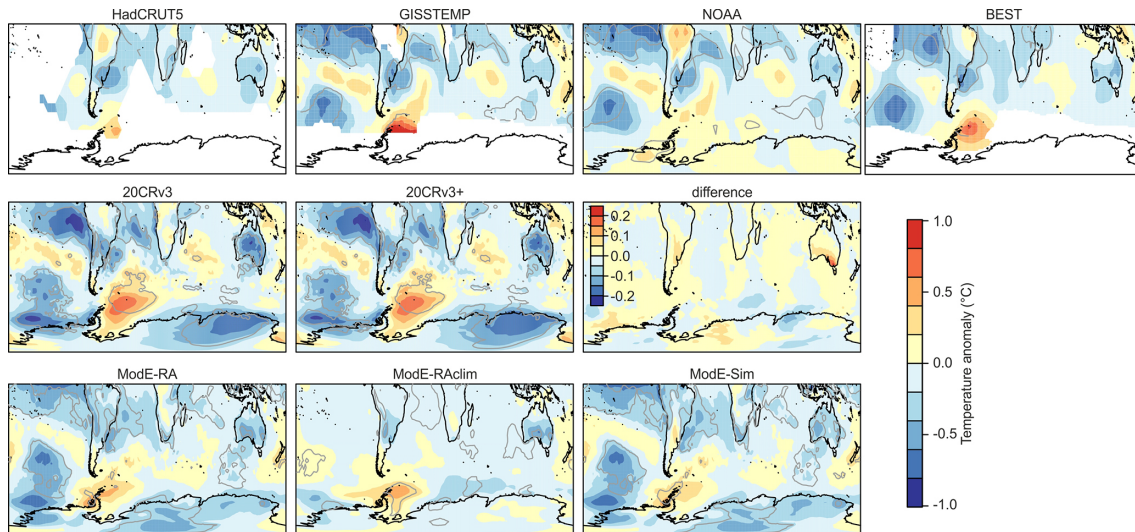 HadCRUT5 GISSTEMP NOAA BEST
20CRv3 20CRv3+ difference
0.2
0.1
0.0
-0.1
-0.2
1.0
0.5
0.0
-0.5
-1.0
Temperature anomaly (°C)
ModE-RA ModE-RAclim ModE-Sim